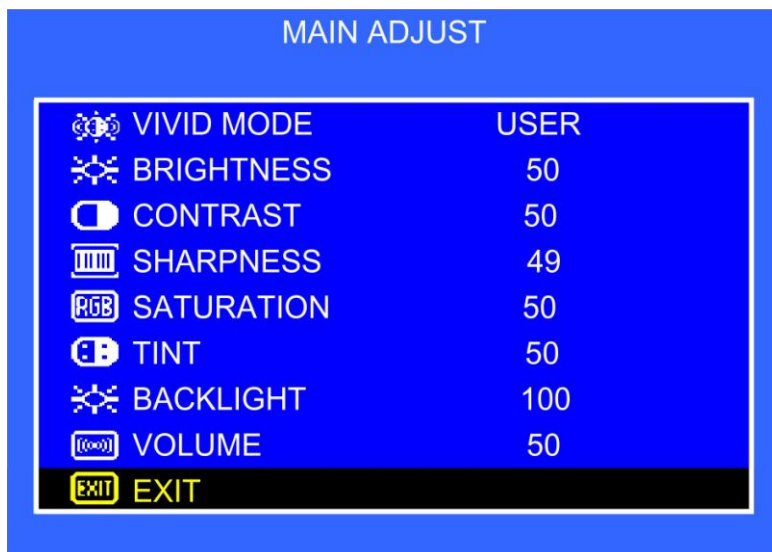 MAIN ADJUST
VIVID MODE USER
BRIGHTNESS 50
CONTRAST 50
SHARPNESS 49
RGB SATURATION 50
TINT 50
BACKLIGHT 100
VOLUME 50
EXIT EXIT